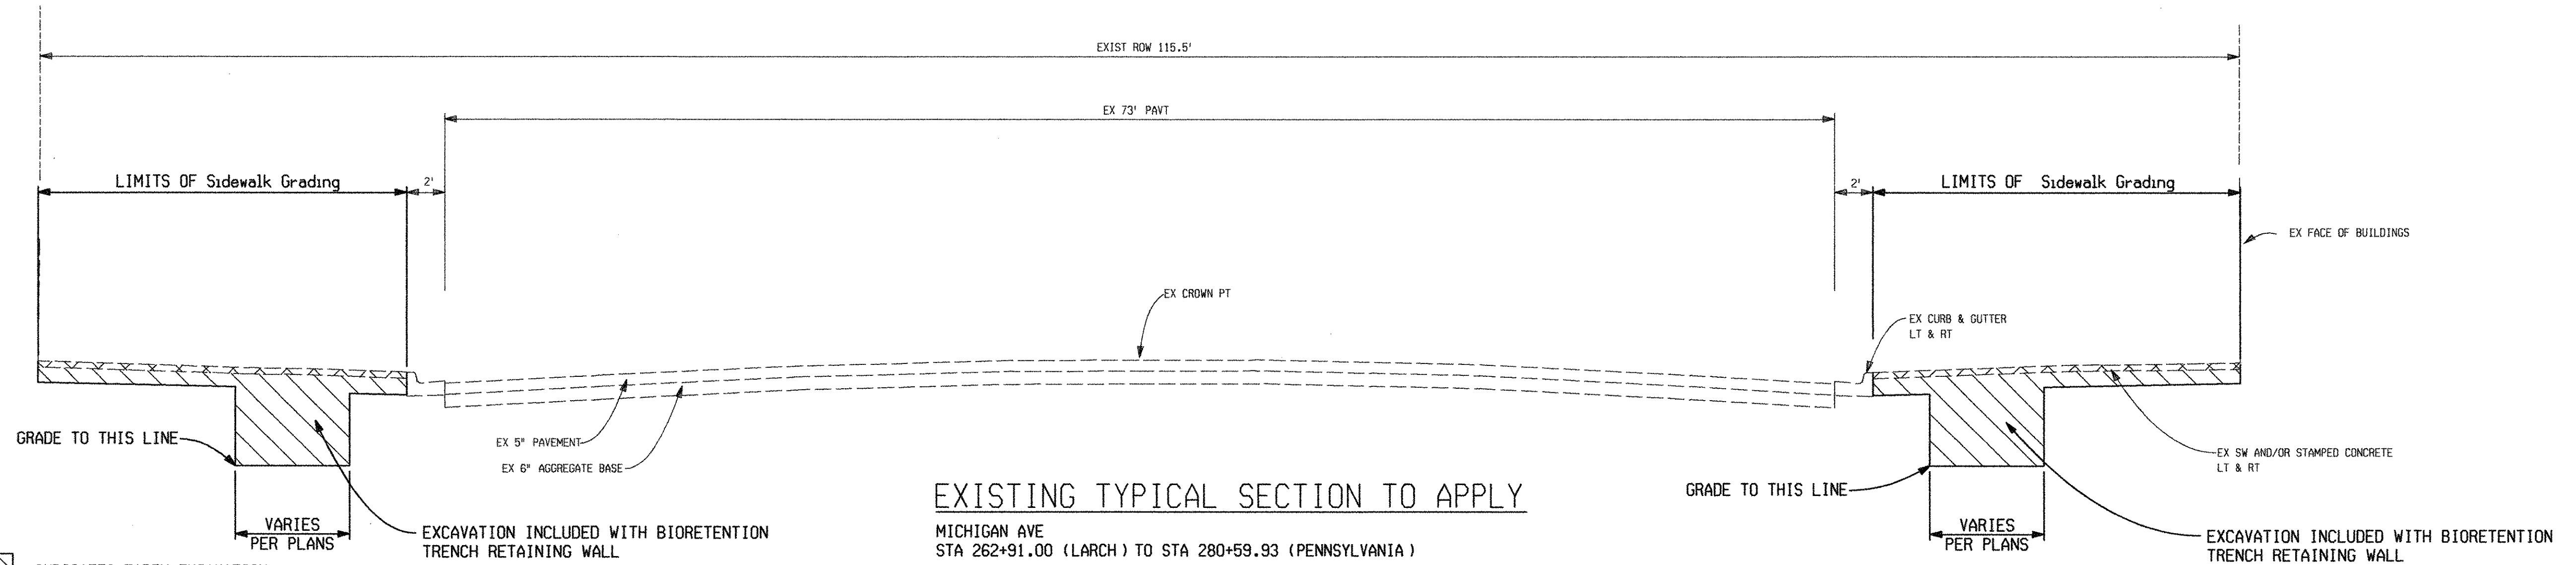 EXIST ROW 115.5'
EX 73' PAVT
LIMITS OF Sidewalk Grading
2'
2'
LIMITS OF Sidewalk Grading
EX FACE OF BUILDINGS
EX CROWN PT
EX CURB & GUTTER
LT & RT
GRADE TO THIS LINE
EX 5" PAVEMENT
EX 6" AGGREGATE BASE
EX SW AND/OR STAMPED CONCRETE
LT & RT
GRADE TO THIS LINE
VARIES
PER PLANS
EXCAVATION INCLUDED WITH BIORETENTION
TRENCH RETAINING WALL
EXISTING TYPICAL SECTION TO APPLY
MICHIGAN AVE
STA 262+91.00 (LARCH) TO STA 280+59.93 (PENNSYLVANIA)
VARIES
PER PLANS
EXCAVATION INCLUDED WITH BIORETENTION
TRENCH RETAINING WALL